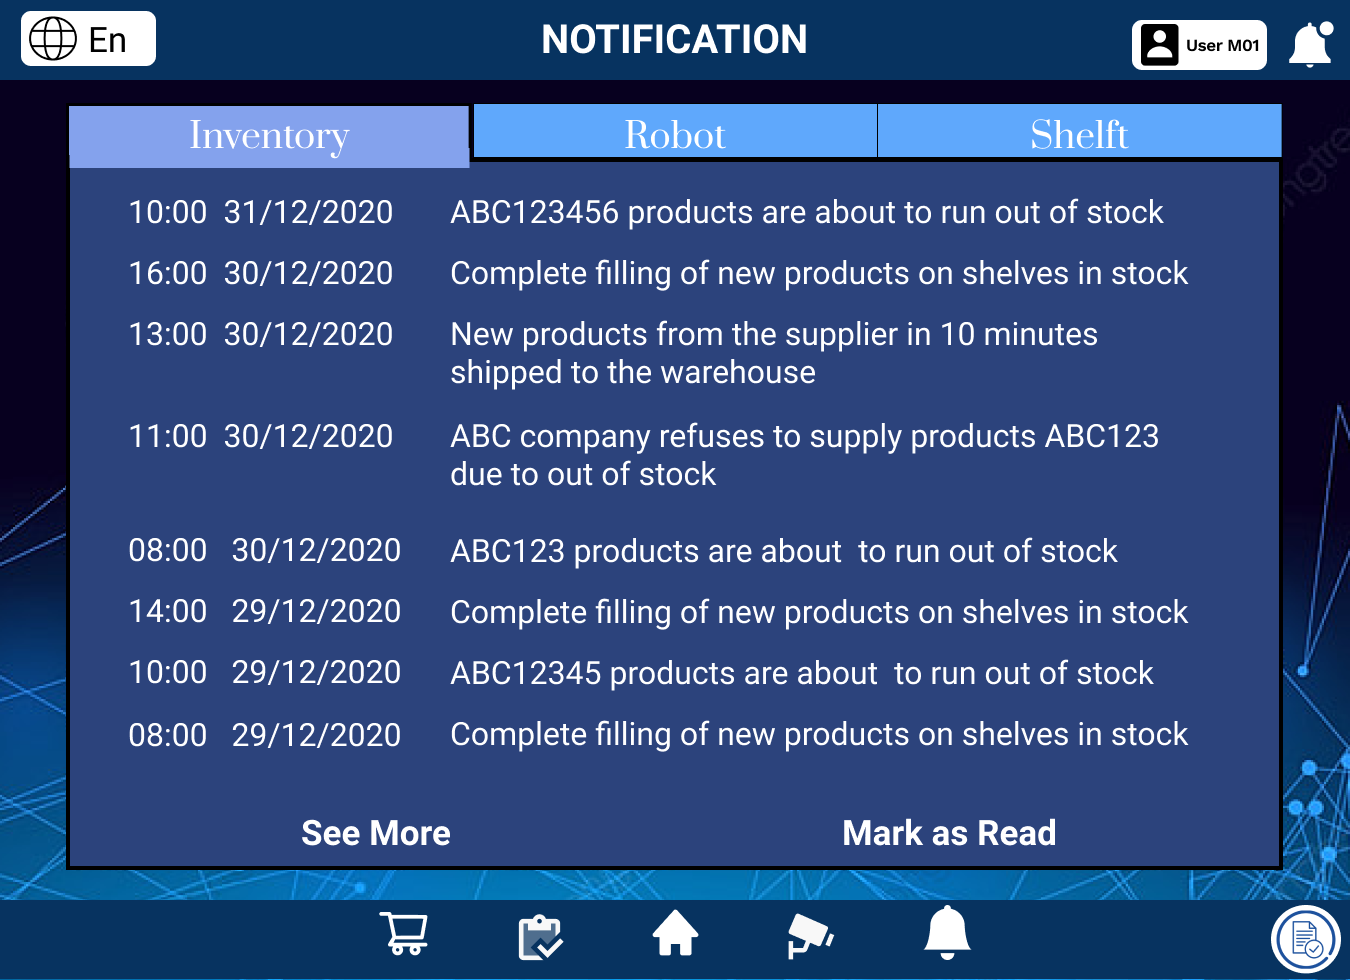 En
NOTIFICATION
User M01
Inventory
Robot
Shelft
10:00 31/12/2020 ABC123456 products are about to run out of stock
16:00 30/12/2020 Complete filling of new products on shelves in stock
13:00 30/12/2020 New products from the supplier in 10 minutes
shipped to the warehouse
11:00 30/12/2020 ABC company refuses to supply products ABC123
due to out of stock
08:00 30/12/2020 ABC123 products are about to run out of stock
14:00 29/12/2020 Complete filling of new products on shelves in stock
10:00 29/12/2020 ABC12345 products are about to run out of stock
08:00 29/12/2020 Complete filling of new products on shelves in stock
See More
Mark as Read